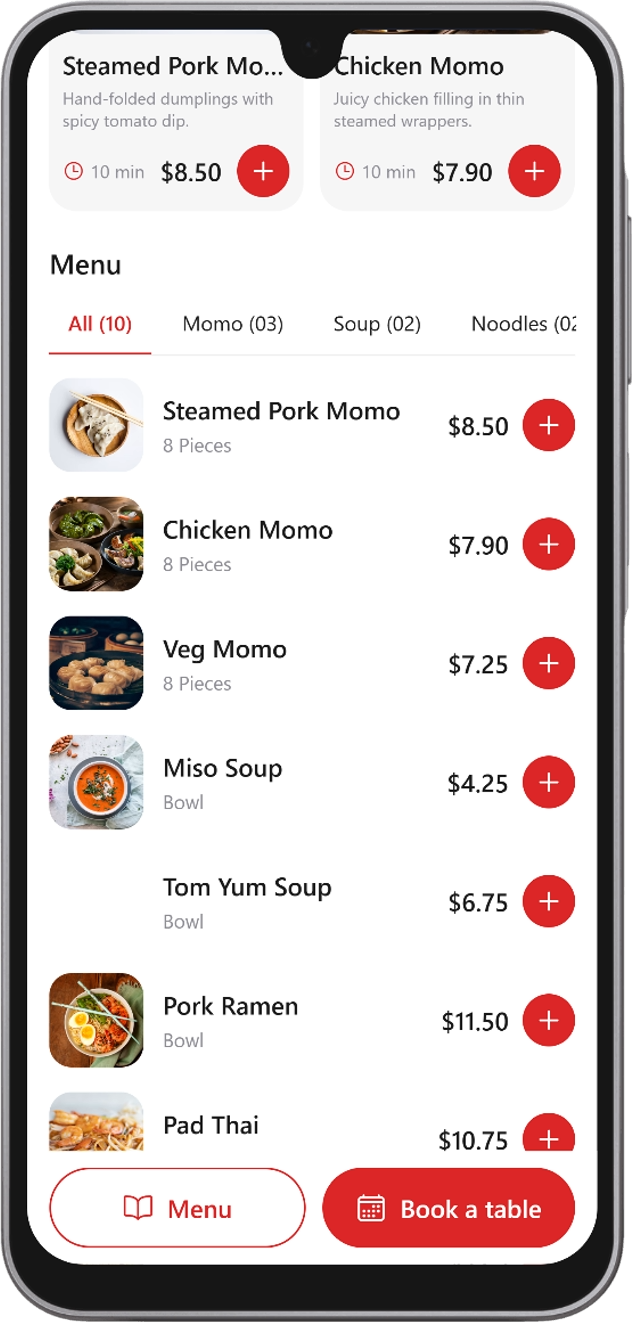 Steamed Pork Mo...
Hand-folded dumplings with
spicy tomato dip.
10 min $8.50
Chicken Momo
Juicy chicken filling in thin
steamed wrappers.
10 min $7.90
Menu
All (10) Momo (03) Soup (02) Noodles (02
Steamed Pork Momo
8 Pieces
$8.50
Chicken Momo
8 Pieces
$7.90
Veg Momo
8 Pieces
$7.25
Miso Soup
Bowl
$4.25
Tom Yum Soup
Bowl
$6.75
Pork Ramen
Bowl
$11.50
Pad Thai
$10.75
Menu
Book a table